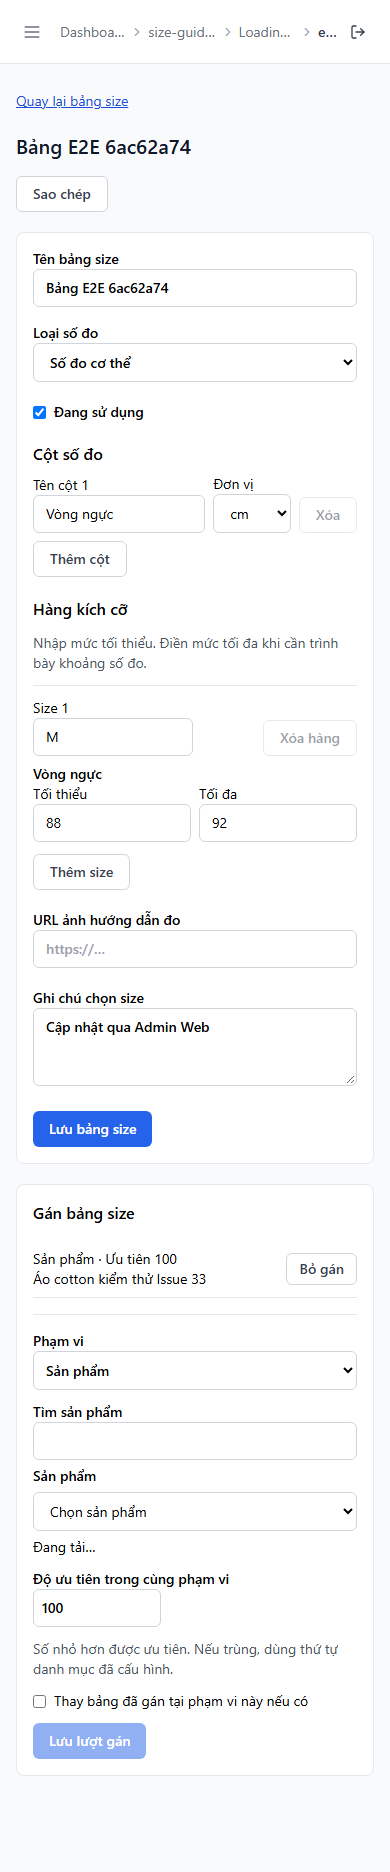 Dashboa... > size-guid... > Loadin... > e...
Quay lại bảng size
Bảng E2E 6ac62a74
Sao chép
Tên bảng size
Bảng E2E 6ac62a74
Loại số đo
Số đo cơ thể
Đang sử dụng
Cột số đo
Tên cột 1 Đơn vị
Vòng ngực cm Xóa
Thêm cột
Hàng kích cỡ
Nhập mức tối thiểu. Điền mức tối đa khi cần trình
bày khoảng số đo.
Size 1
M Xóa hàng
Vòng ngực
Tối thiểu Tối đa
88 92
Thêm size
URL ảnh hướng dẫn đo
https://...
Ghi chú chọn size
Cập nhật qua Admin Web
Lưu bảng size
Gán bảng size
Sản phẩm · Ưu tiên 100
Áo cotton kiểm thử Issue 33
Bỏ gán
Phạm vi
Sản phẩm
Tìm sản phẩm
Sản phẩm
Chọn sản phẩm
Đang tải...
Độ ưu tiên trong cùng phạm vi
100
Số nhỏ hơn được ưu tiên. Nếu trùng, dùng thứ tự
danh mục đã cấu hình.
Thay bảng đã gán tại phạm vi này nếu có
Lưu lượt gán